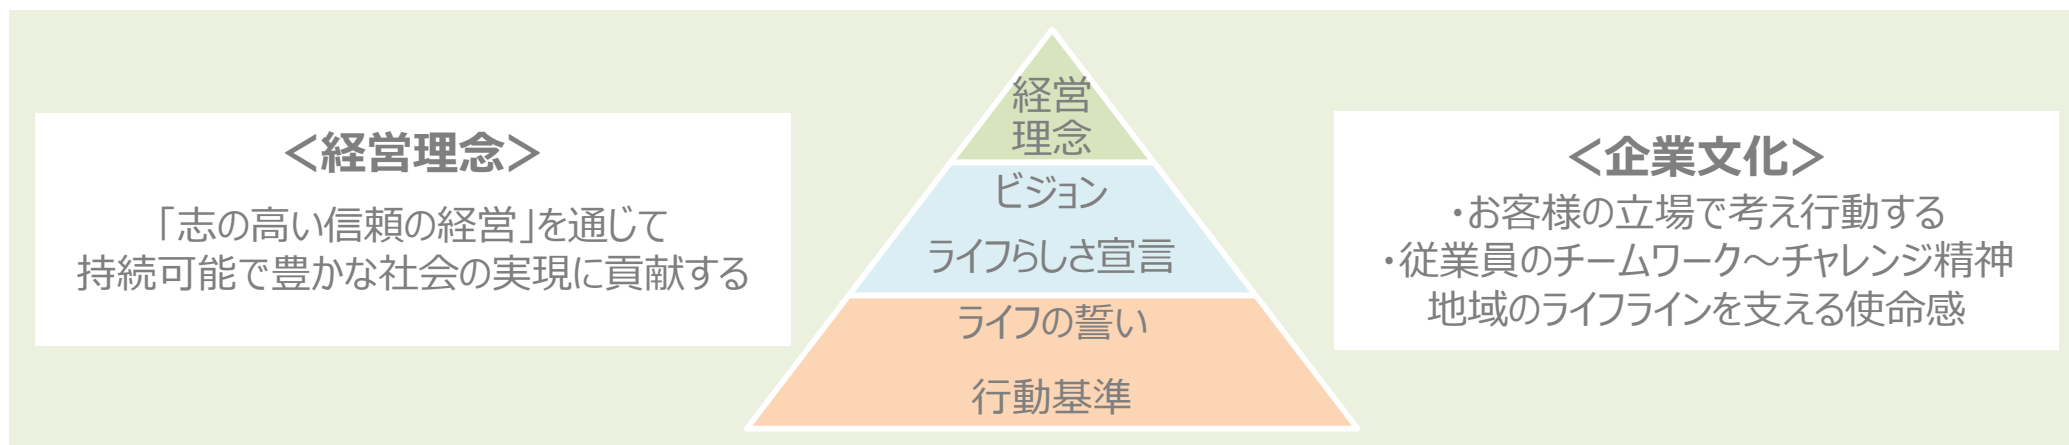 ＜経営理念＞
「志の高い信頼の経営」を通じて
持続可能で豊かな社会の実現に貢献する
経営
理念
ビジョン
ライフらしさ宣言
ライフの誓い
行動基準
＜企業文化＞
・お客様の立場で考え行動する
・従業員のチームワーク～チャレンジ精神
地域のライフラインを支える使命感